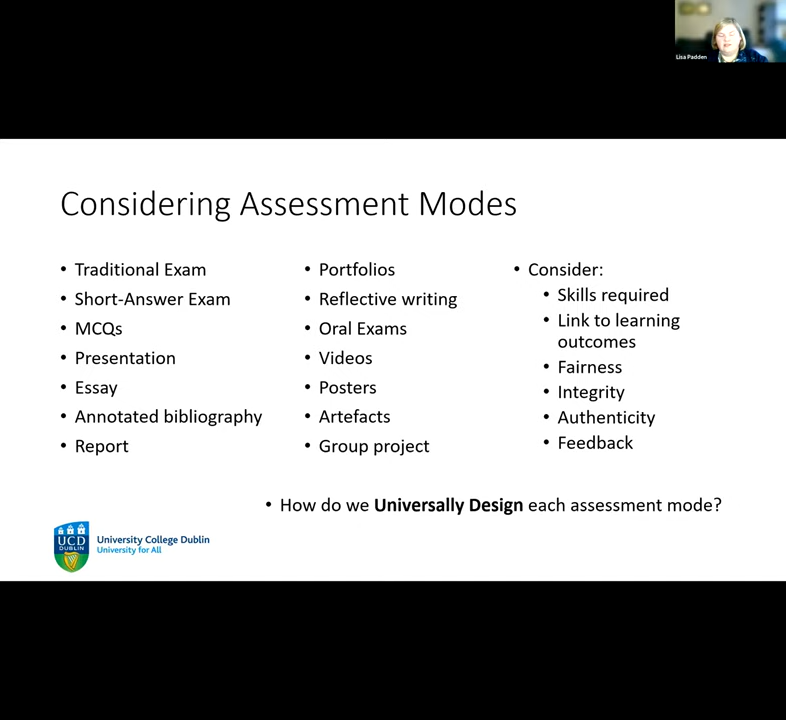 Lisa Padden
Considering Assessment Modes
• Traditional Exam
• Short-Answer Exam
• MCQs
• Presentation
• Essay
• Annotated bibliography
• Report
• Portfolios
• Reflective writing
• Oral Exams
• Videos
• Posters
• Artefacts
• Group project
• Consider:
• Skills required
• Link to learning
outcomes
• Fairness
• Integrity
• Authenticity
• Feedback
• How do we Universally Design each assessment mode?
UCD
DUBLIN
University College Dublin
University for All